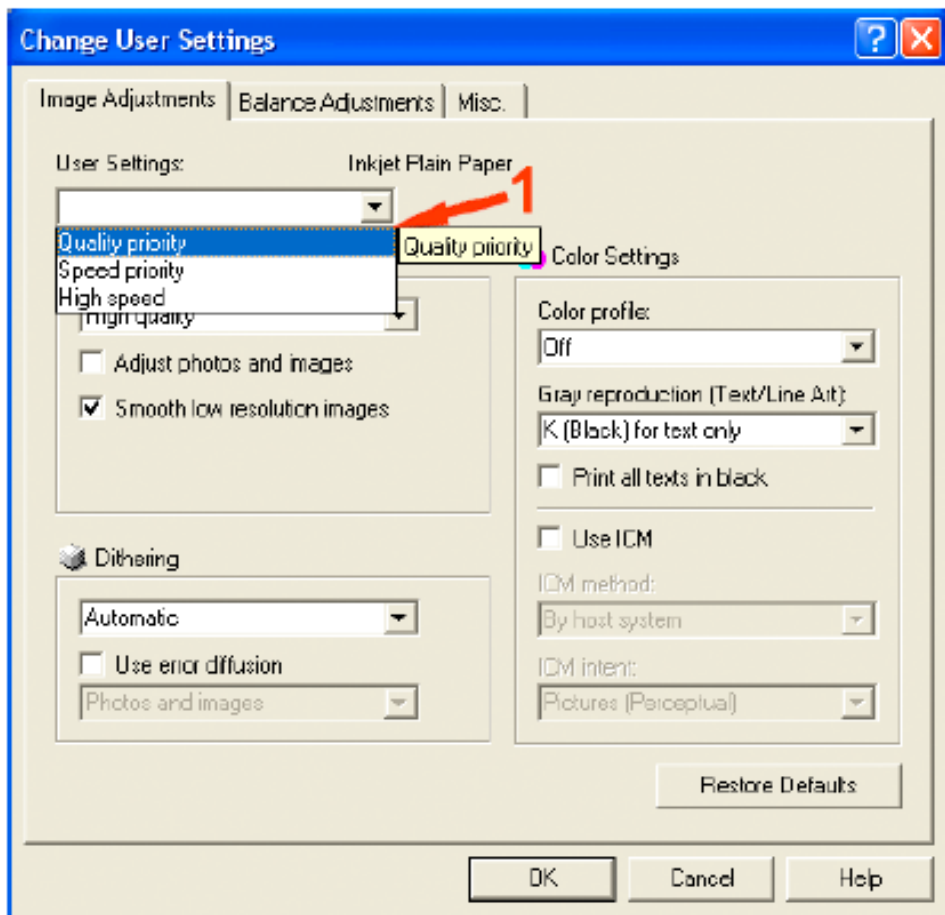 Change User Settings
Image Adjustments
Balance Adjustments
Misc.
User Settings:
Inkjet Plain Paper
1
Quality priority
Speed priority
High speed
Quality priority
High quality
Adjust photos and images
Smooth low resolution images
Dithering
Automatic
Use error diffusion
Photos and images
Color Settings
Color profile:
Off
Gray reproduction (Text/Line Art):
K (Black) for text only
Print all texts in black
Use ICM
ICM method:
By host system
ICM intent:
Pictures (Perceptual)
Restore Defaults
OK
Cancel
Help